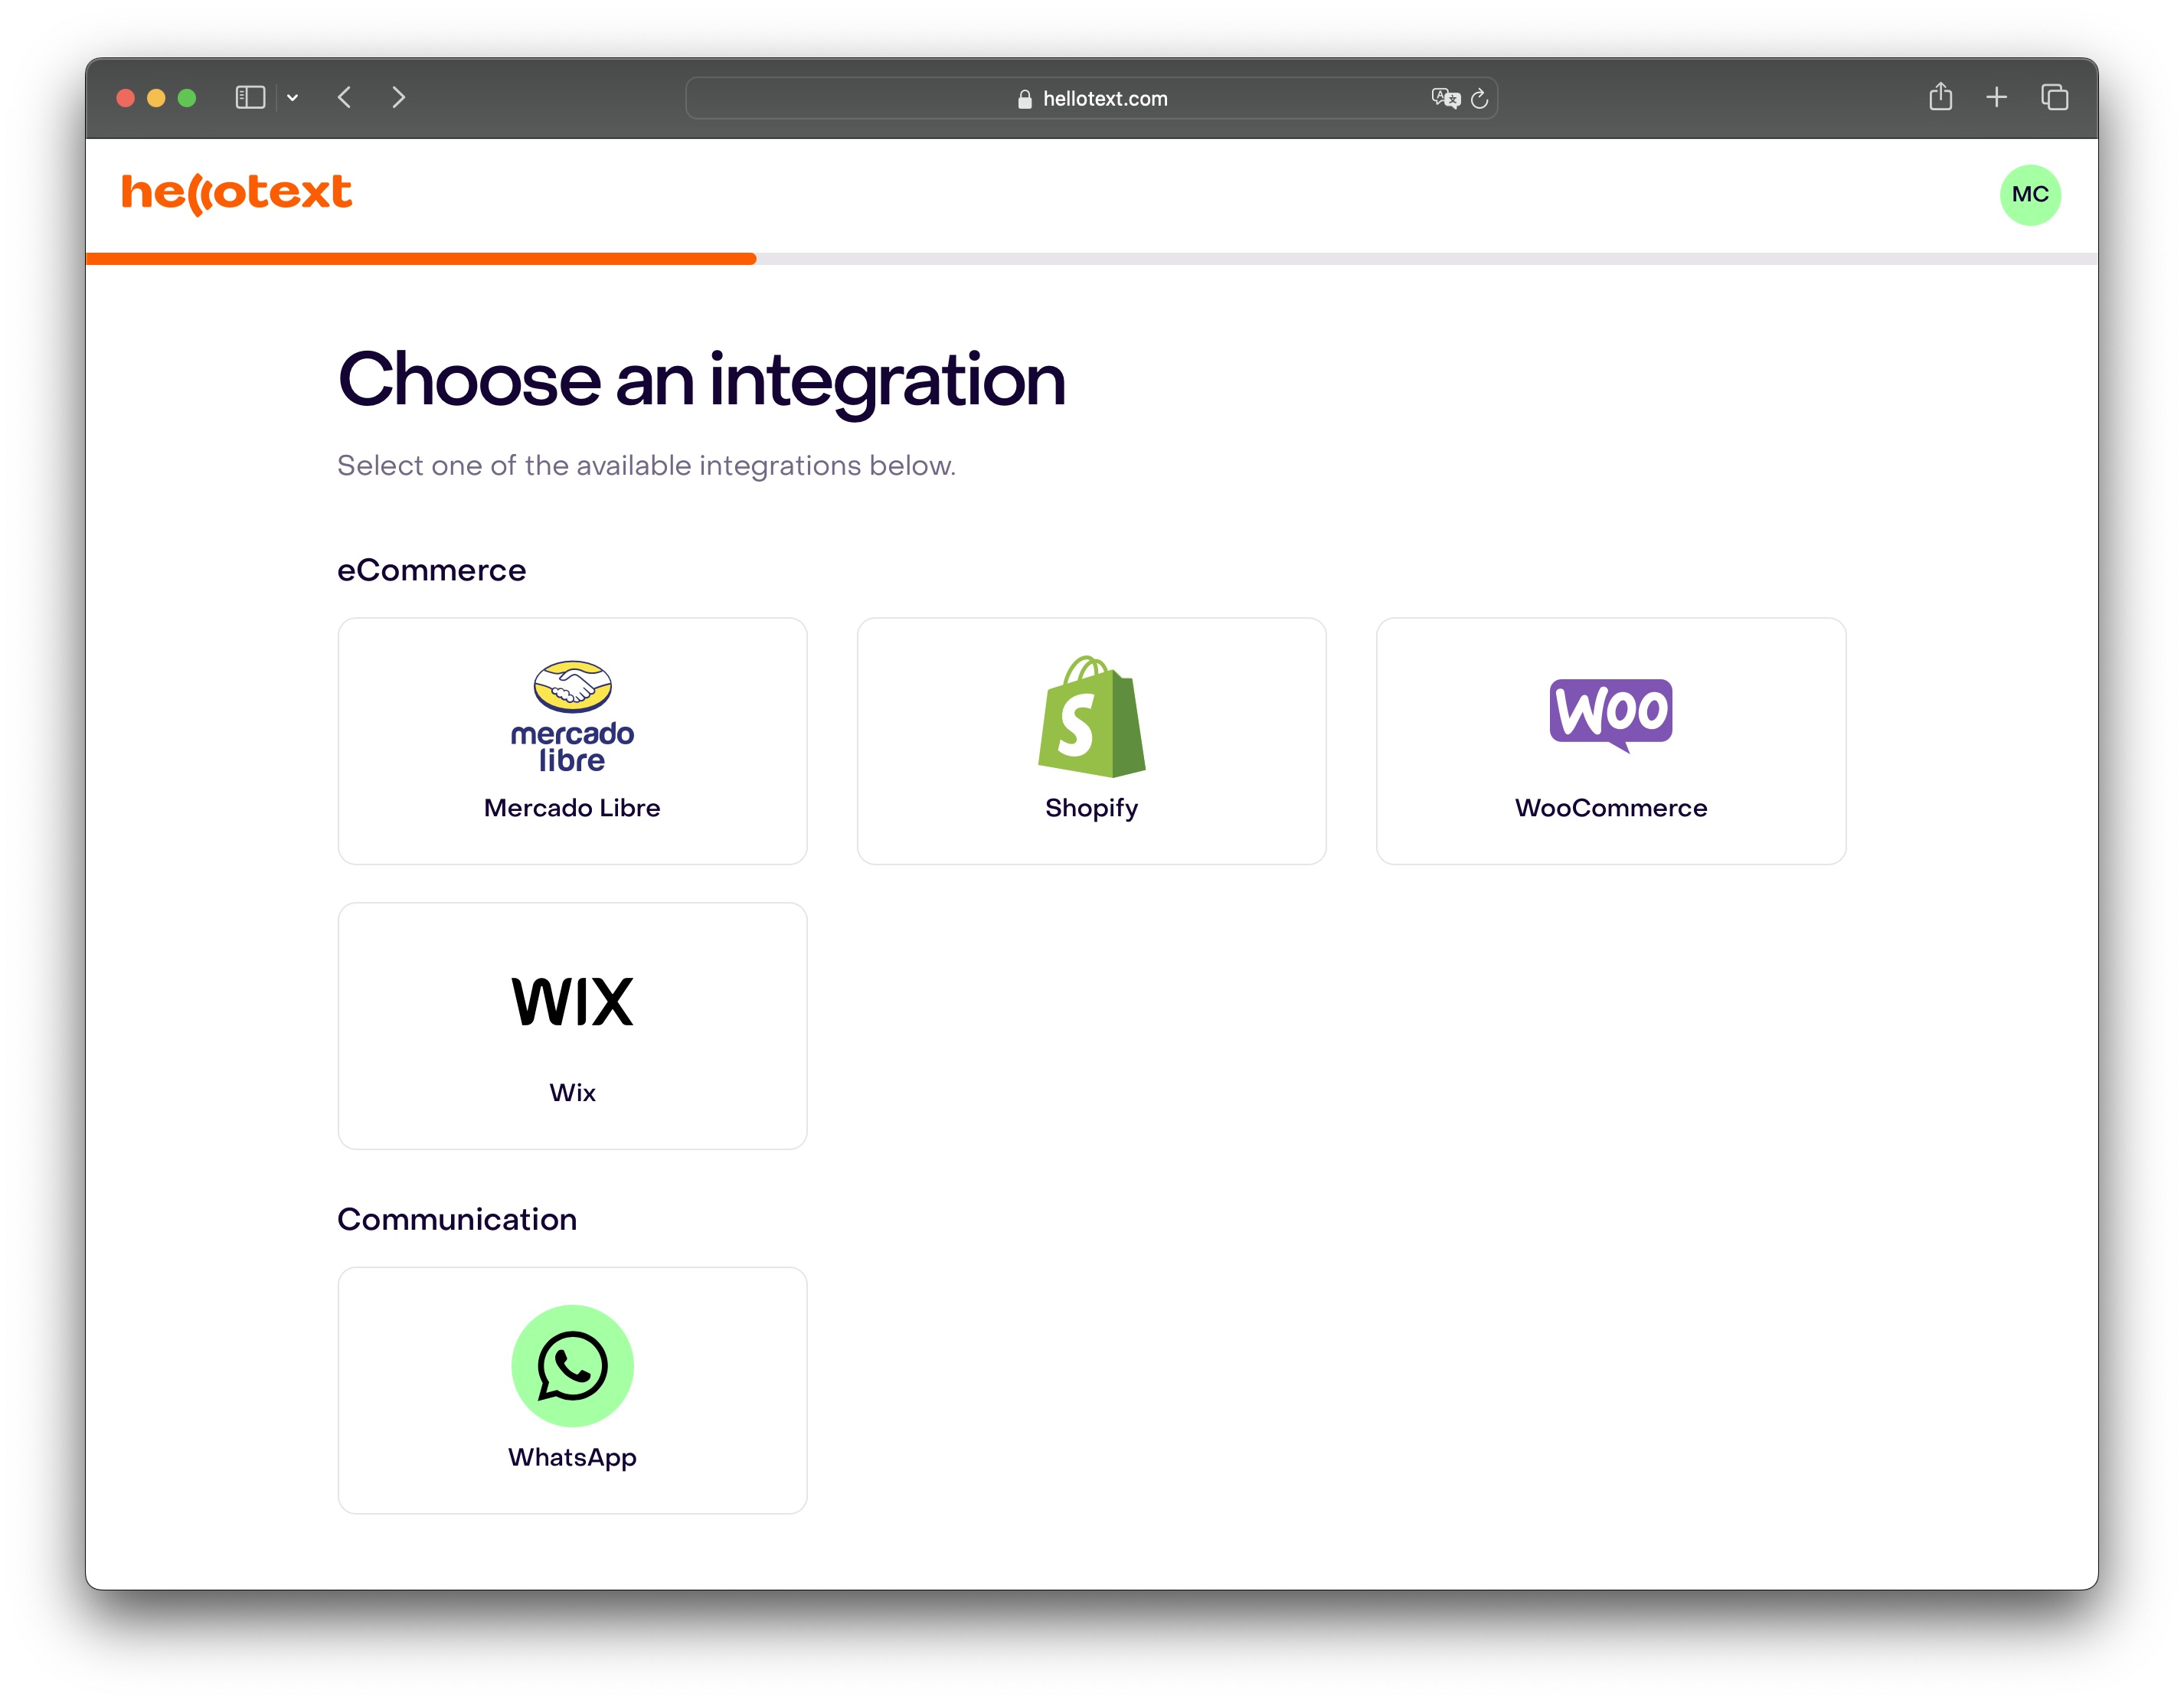 hellotext.com
hellotext
MC
Choose an integration
Select one of the available integrations below.
eCommerce
mercado
libre
Mercado Libre
S
Shopify
WOO
WooCommerce
WIX
Wix
Communication
WhatsApp